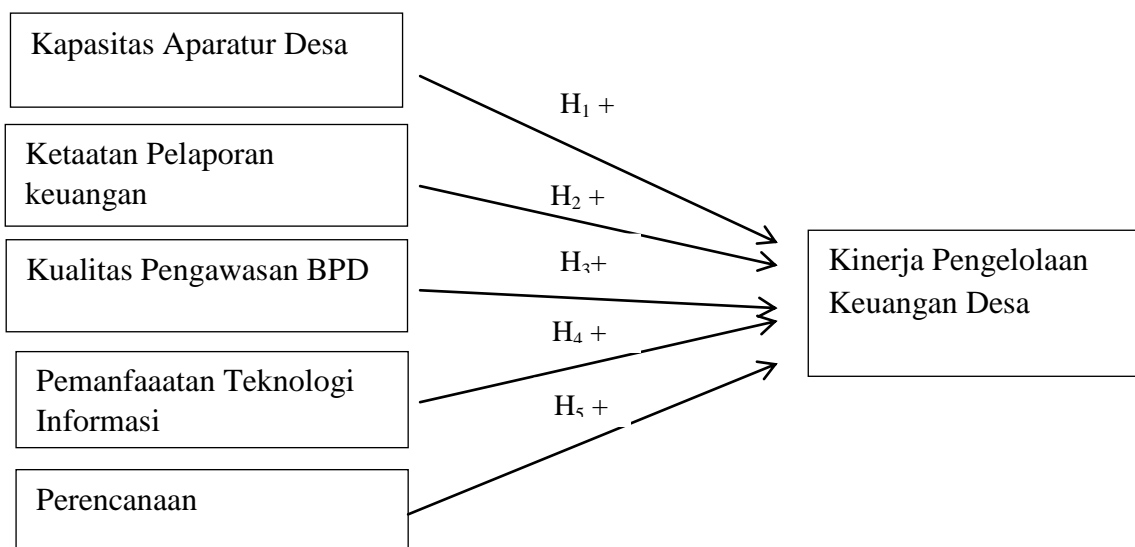 Kapasitas Aparatur Desa
H₁ +
Ketaatan Pelaporan
keuangan
H₂ +
Kualitas Pengawasan BPD
H₃+
Pemanfaaatan Teknologi
Informasi
H₄ +
Perencanaan
H₅ +
Kinerja Pengelolaan
Keuangan Desa